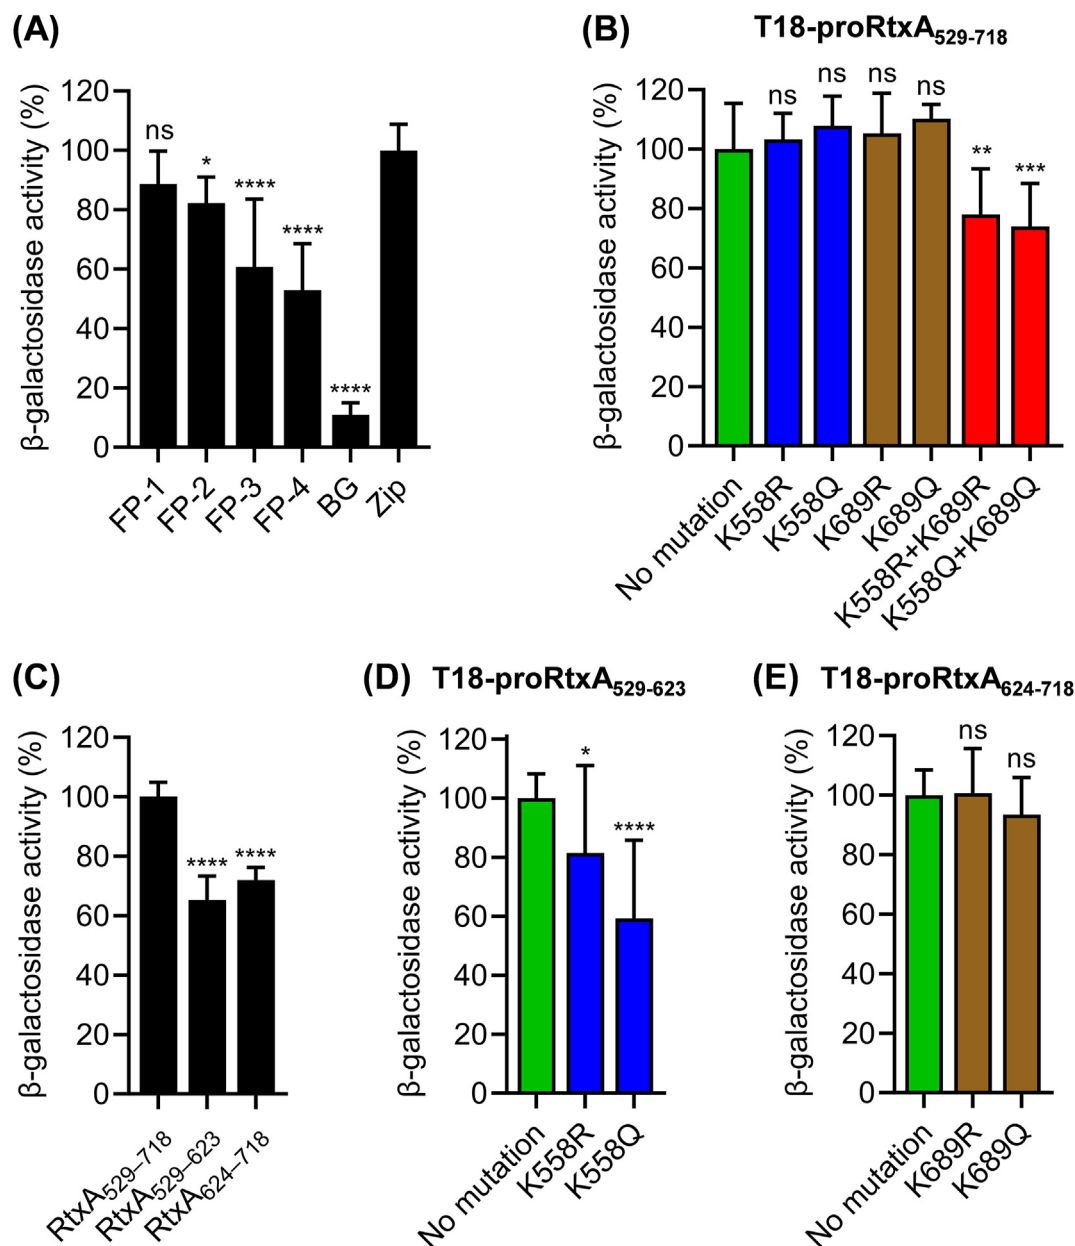 (A)
β-galactosidase activity (%)
120
100
80
60
40
20
0
ns
*
****
****
****
FP-1
FP-2
FP-3
FP-4
BG
Zip
(B)
T18-proRtxA529-718
β-galactosidase activity (%)
120
100
80
60
40
20
0
ns
ns
ns
ns
**
***
No mutation
K558R
K558Q
K689R
K689Q
K558R+K689R
K558Q+K689Q
(C)
β-galactosidase activity (%)
120
100
80
60
40
20
0
****
****
RtxA529–718
RtxA529–623
RtxA624–718
(D)
T18-proRtxA529-623
β-galactosidase activity (%)
120
100
80
60
40
20
0
*
****
No mutation
K558R
K558Q
(E)
T18-proRtxA624-718
β-galactosidase activity (%)
120
100
80
60
40
20
0
ns
ns
No mutation
K689R
K689Q